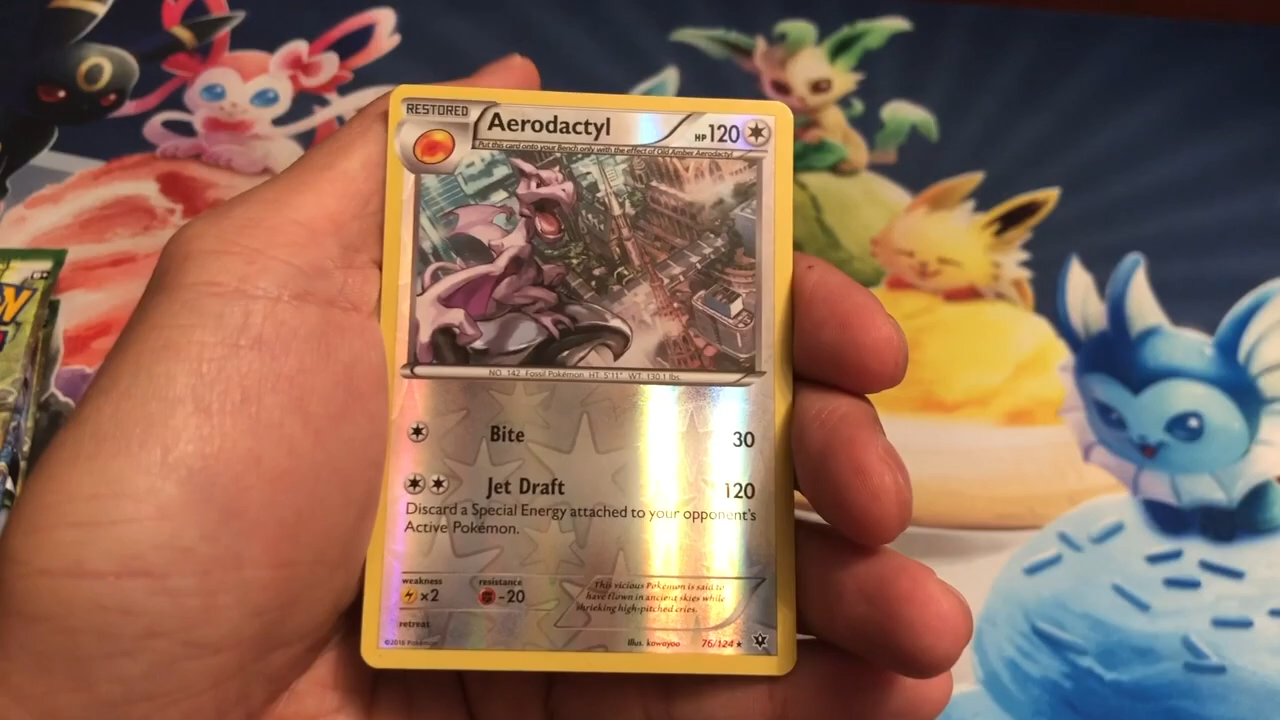 RESTORED
Aerodactyl
HP 120
Put this card onto your Bench only with the effect of Old Amber Aerodactyl.
NO. 142 Fossil Pokémon HT: 5'11" WT: 130.1 lbs.
Bite 30
Jet Draft 120
Discard a Special Energy attached to your opponent's
Active Pokémon.
weakness resistance
×2 -20
This vicious Pokémon is said to
have flown in ancient skies while
shrieking high-pitched cries.
retreat
©2016 Pokémon
Illus. kawayoo 76/124 ★